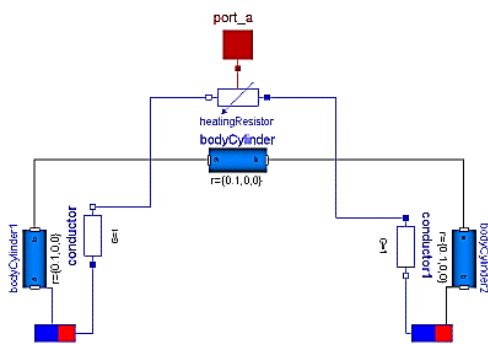 port_a
heatingResistor
bodyCylinder
a b
r={0.1,0,0}
bodyCylinder1
r={0.1,0,0}
conductor
G=1
G=1
conductor1
r={0.1,0,0}
bodyCylinder2